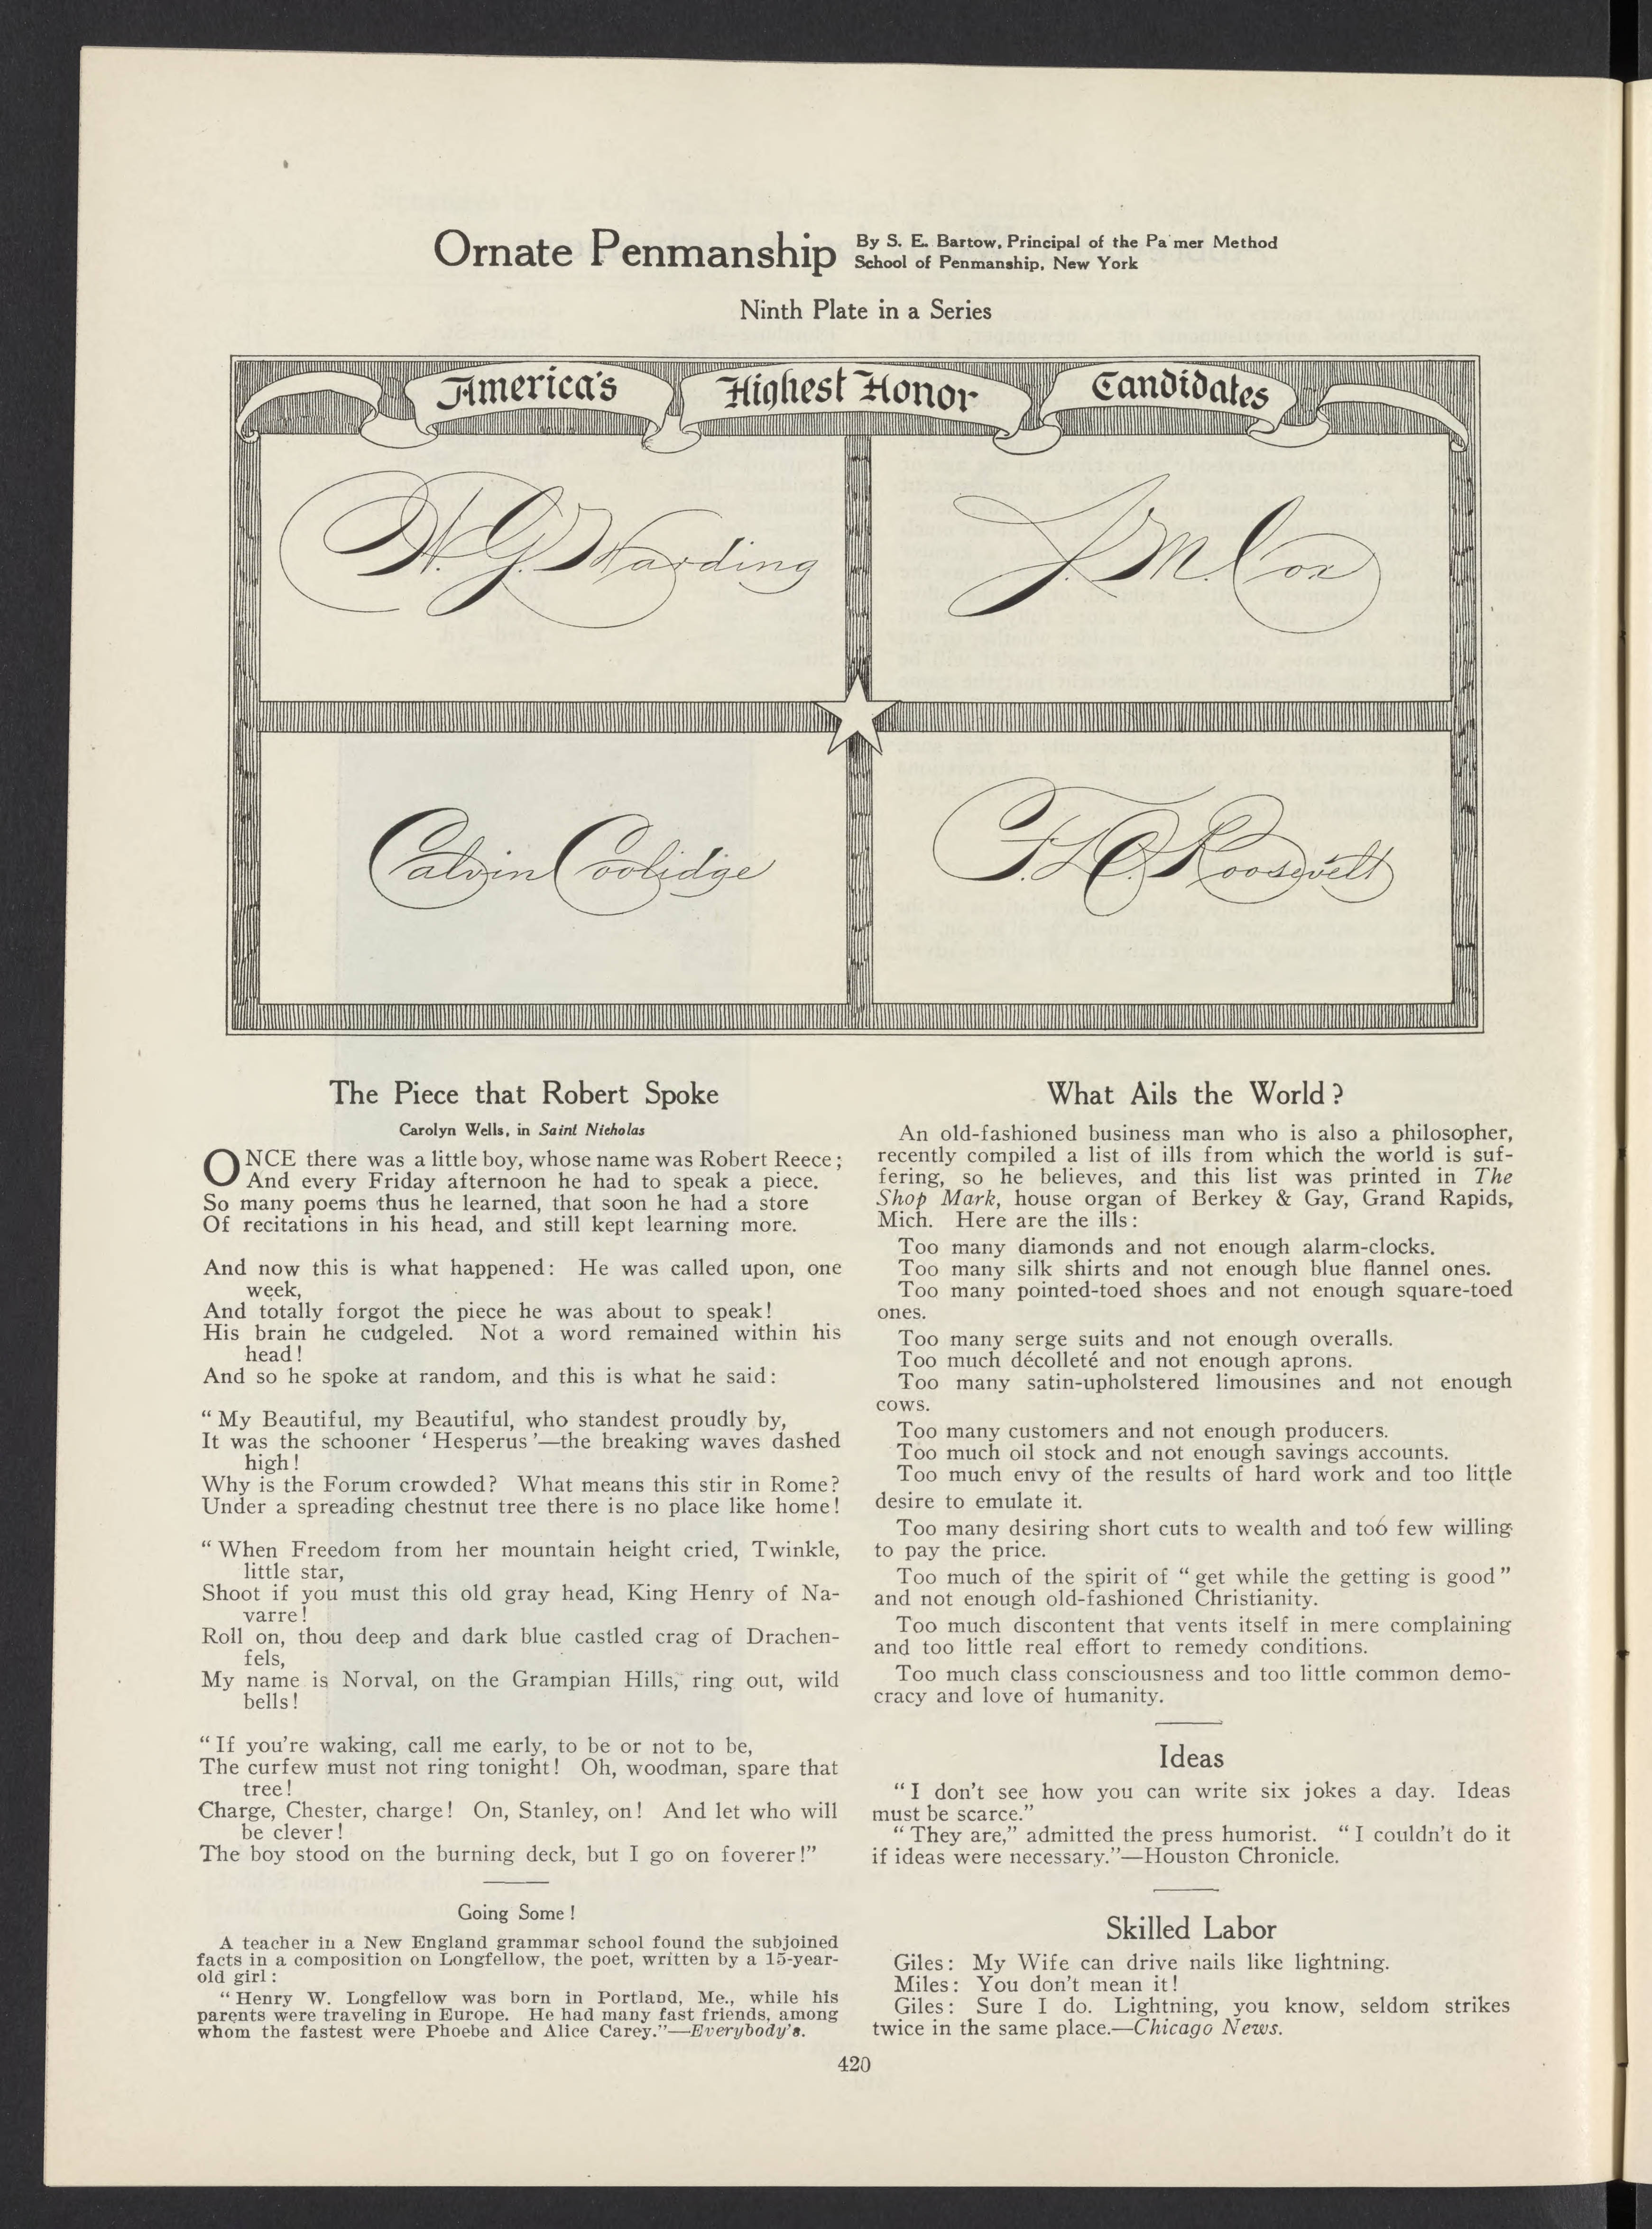 Ornate Penmanship
By S. E. Bartow, Principal of the Pa mer Method
School of Penmanship, New York
Ninth Plate in a Series
America's Highest Honor Candidates
W. G. Harding
J. M. Cox
Calvin Coolidge
F. D. Roosevelt
The Piece that Robert Spoke
Carolyn Wells, in Saint Nicholas
ONCE there was a little boy, whose name was Robert Reece;
And every Friday afternoon he had to speak a piece.
So many poems thus he learned, that soon he had a store
Of recitations in his head, and still kept learning more.
And now this is what happened: He was called upon, one
week,
And totally forgot the piece he was about to speak!
His brain he cudgeled. Not a word remained within his
head!
And so he spoke at random, and this is what he said:
“My Beautiful, my Beautiful, who standest proudly by,
It was the schooner ‘Hesperus’—the breaking waves dashed
high!
Why is the Forum crowded? What means this stir in Rome?
Under a spreading chestnut tree there is no place like home!
“When Freedom from her mountain height cried, Twinkle,
little star,
Shoot if you must this old gray head, King Henry of Na-
varre!
Roll on, thou deep and dark blue castled crag of Drachen-
fels,
My name is Norval, on the Grampian Hills, ring out, wild
bells!
“If you're waking, call me early, to be or not to be,
The curfew must not ring tonight! Oh, woodman, spare that
tree!
Charge, Chester, charge! On, Stanley, on! And let who will
be clever!
The boy stood on the burning deck, but I go on foverer!”
Going Some!
A teacher in a New England grammar school found the subjoined
facts in a composition on Longfellow, the poet, written by a 15-year-
old girl:
“Henry W. Longfellow was born in Portland, Me., while his
parents were traveling in Europe. He had many fast friends, among
whom the fastest were Phoebe and Alice Carey.”—Everybody's.
What Ails the World?
An old-fashioned business man who is also a philosopher,
recently compiled a list of ills from which the world is suf-
fering, so he believes, and this list was printed in The
Shop Mark, house organ of Berkey & Gay, Grand Rapids,
Mich. Here are the ills:
Too many diamonds and not enough alarm-clocks.
Too many silk shirts and not enough blue flannel ones.
Too many pointed-toed shoes and not enough square-toed
ones.
Too many serge suits and not enough overalls.
Too much décolleté and not enough aprons.
Too many satin-upholstered limousines and not enough
cows.
Too many customers and not enough producers.
Too much oil stock and not enough savings accounts.
Too much envy of the results of hard work and too little
desire to emulate it.
Too many desiring short cuts to wealth and too few willing
to pay the price.
Too much of the spirit of “get while the getting is good”
and not enough old-fashioned Christianity.
Too much discontent that vents itself in mere complaining
and too little real effort to remedy conditions.
Too much class consciousness and too little common demo-
cracy and love of humanity.
Ideas
“I don't see how you can write six jokes a day. Ideas
must be scarce.”
“They are,” admitted the press humorist. “I couldn't do it
if ideas were necessary.”—Houston Chronicle.
Skilled Labor
Giles: My Wife can drive nails like lightning.
Miles: You don't mean it!
Giles: Sure I do. Lightning, you know, seldom strikes
twice in the same place.—Chicago News.
420